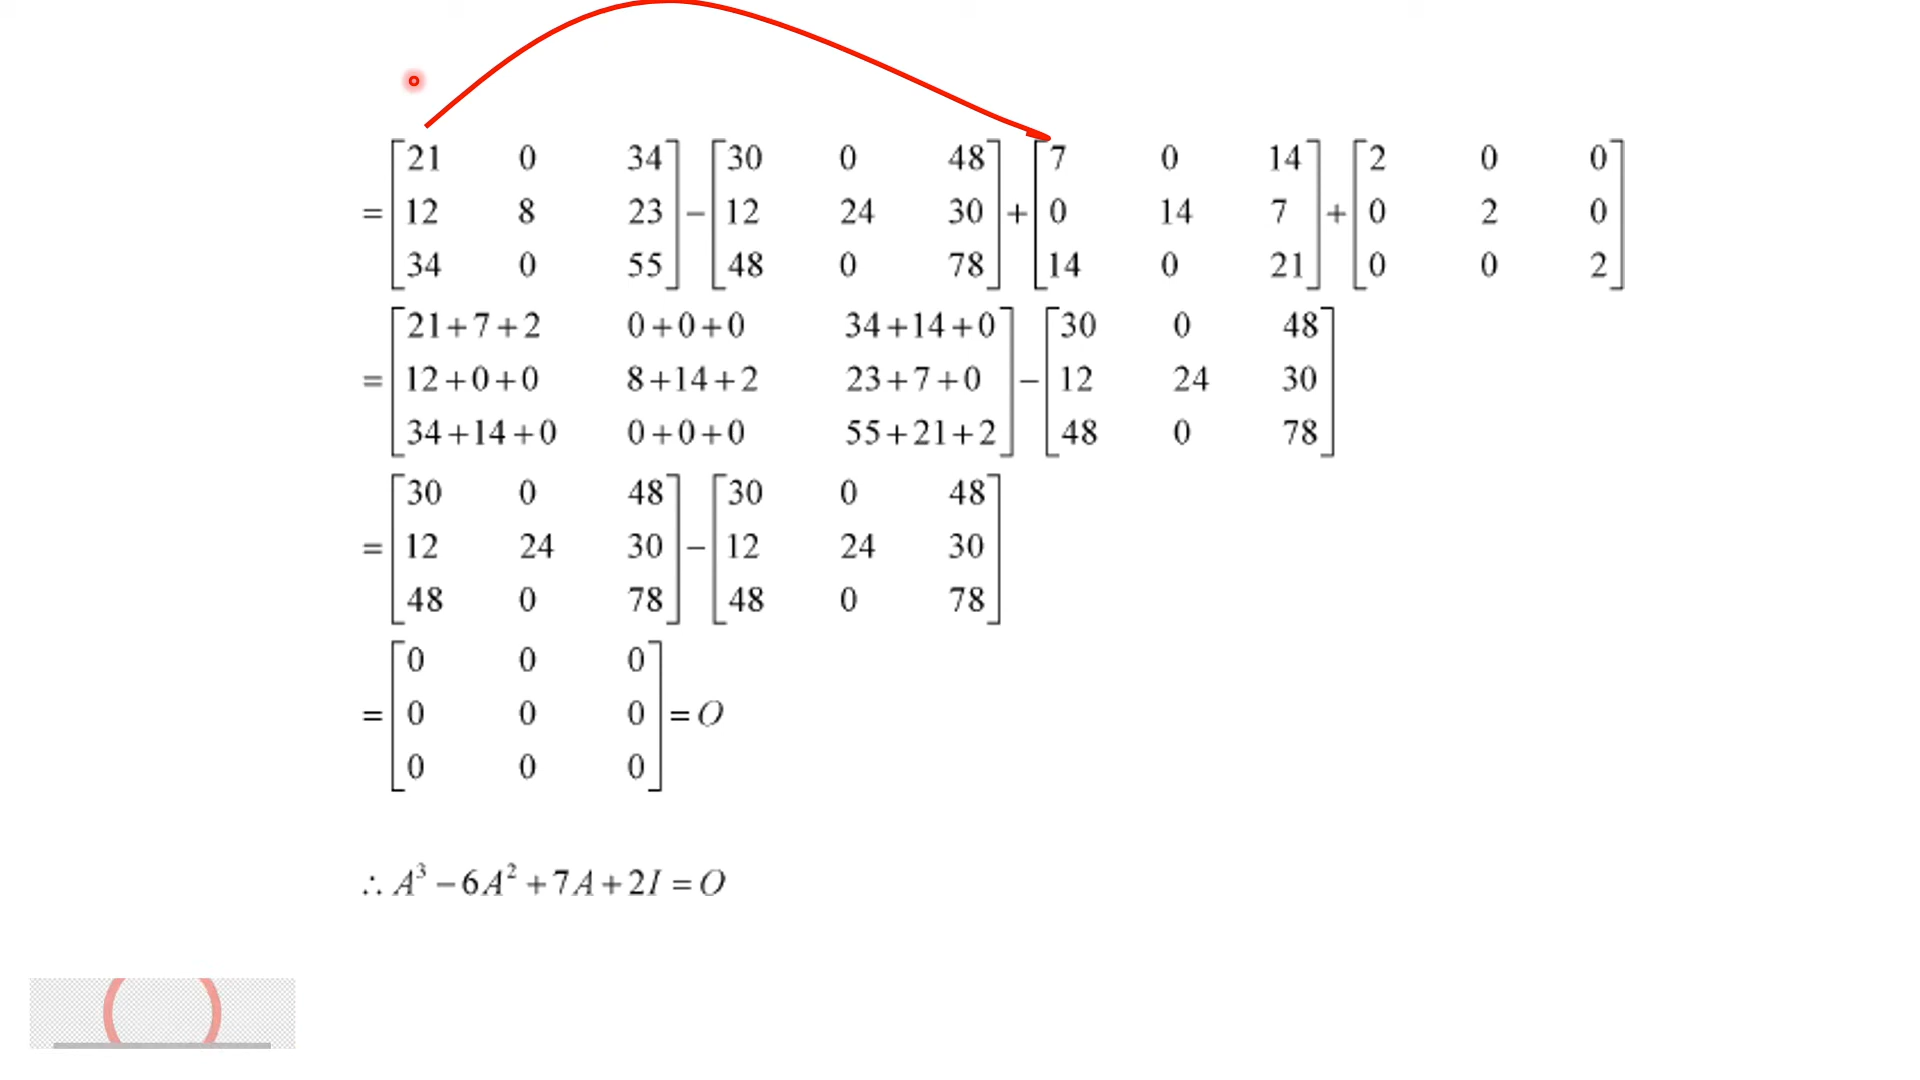 = [21 0 34] − [30 0 48] + [7 0 14] + [2 0 0]
[12 8 23] [12 24 30] [0 14 7] [0 2 0]
[34 0 55] [48 0 78] [14 0 21] [0 0 2]
= [21+7+2 0+0+0 34+14+0] − [30 0 48]
[12+0+0 8+14+2 23+7+0] [12 24 30]
[34+14+0 0+0+0 55+21+2] [48 0 78]
= [30 0 48] − [30 0 48]
[12 24 30] [12 24 30]
[48 0 78] [48 0 78]
= [0 0 0] = O
[0 0 0]
[0 0 0]
∴ A³ − 6A² + 7A + 2I = O